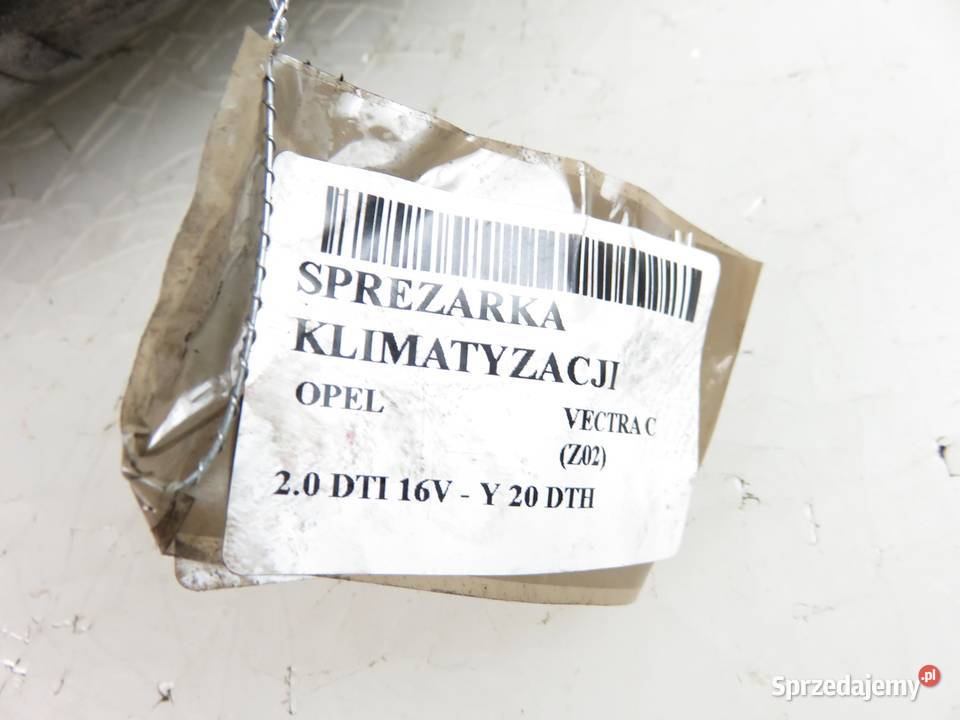 SPREZARKA
KLIMATYZACJI
OPEL
VECTRA C
(Z02)
2.0 DTI 16V - Y 20 DTH
Sprzedajemy.pl